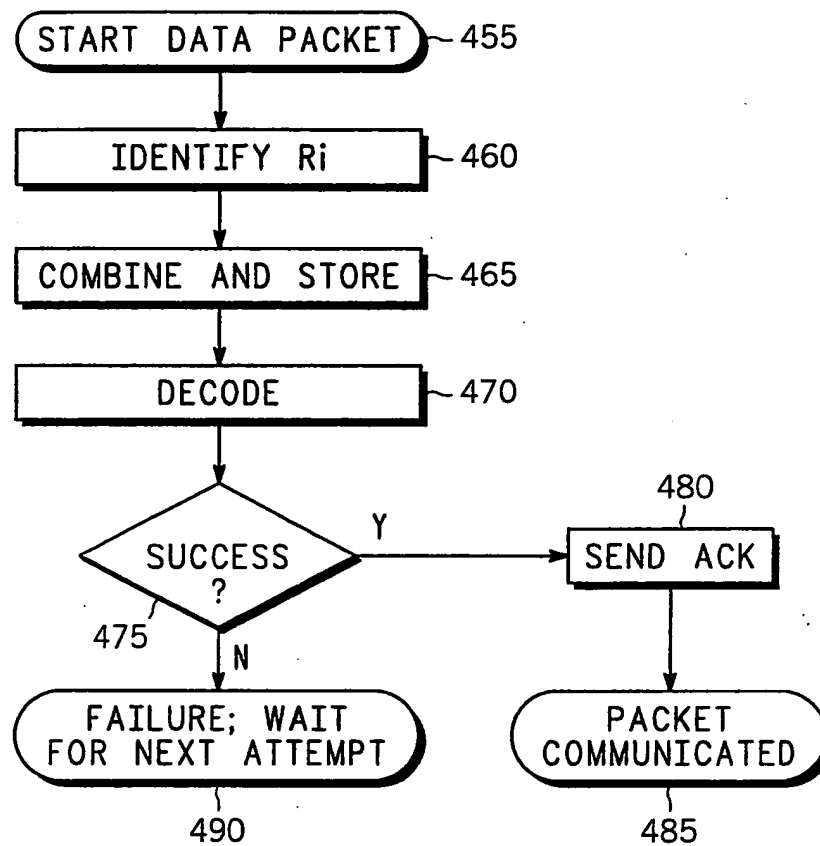 START DATA PACKET
455
IDENTIFY Ri
460
COMBINE AND STORE
465
DECODE
470
SUCCESS
?
475
Y
N
480
SEND ACK
FAILURE; WAIT
FOR NEXT ATTEMPT
490
PACKET
COMMUNICATED
485